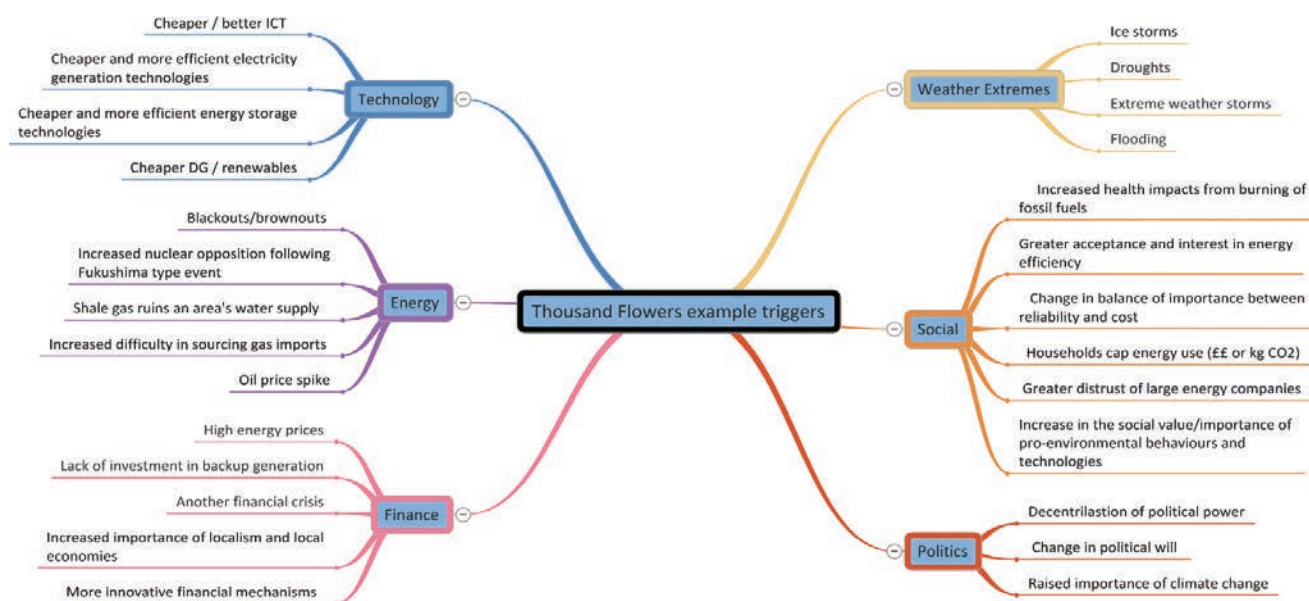 Thousand Flowers example triggers
Technology
Cheaper / better ICT
Cheaper and more efficient electricity
generation technologies
Cheaper and more efficient energy storage
technologies
Cheaper DG / renewables
Energy
Blackouts/brownouts
Increased nuclear opposition following
Fukushima type event
Shale gas ruins an area's water supply
Increased difficulty in sourcing gas imports
Oil price spike
Finance
High energy prices
Lack of investment in backup generation
Another financial crisis
Increased importance of localism and local
economies
More innovative financial mechanisms
Weather Extremes
Ice storms
Droughts
Extreme weather storms
Flooding
Social
Increased health impacts from burning of
fossil fuels
Greater acceptance and interest in energy
efficiency
Change in balance of importance between
reliability and cost
Households cap energy use (££ or kg CO2)
Greater distrust of large energy companies
Increase in the social value/importance of
pro-environmental behaviours and
technologies
Politics
Decentrilastion of political power
Change in political will
Raised importance of climate change